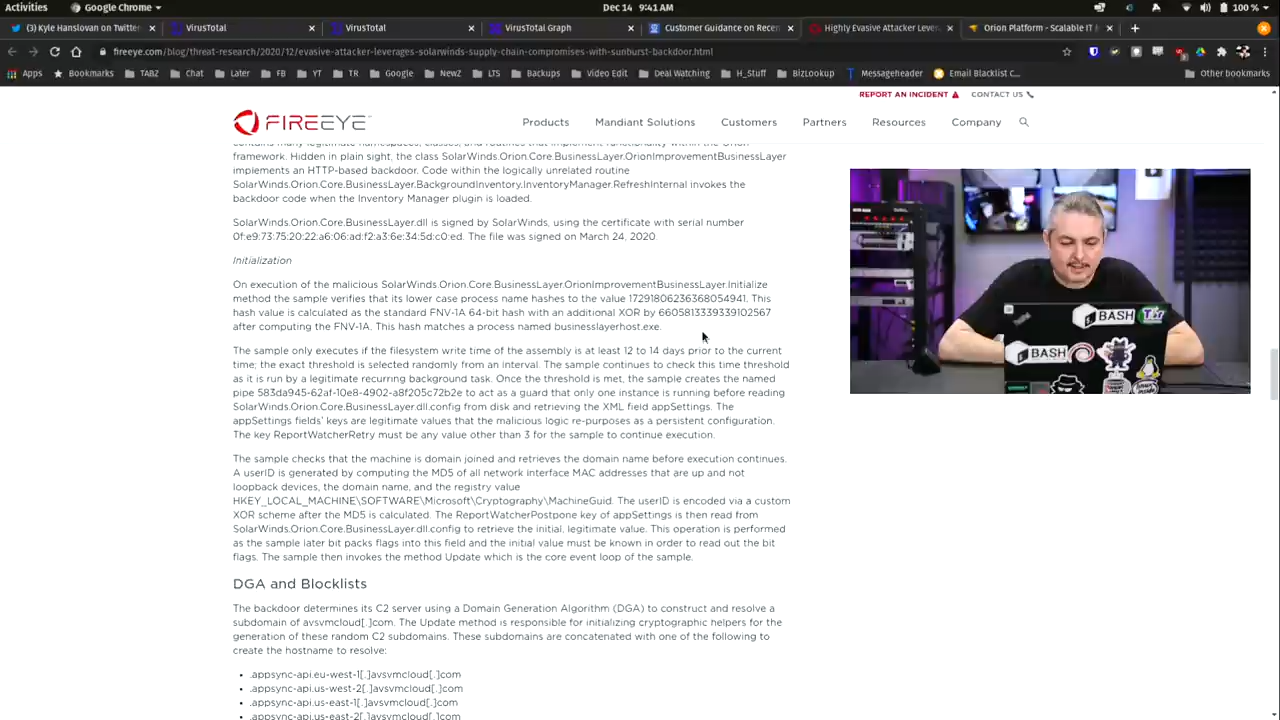 Activities
Google Chrome
Dec 14 9:41 AM
100 %
(3) Kyle Hanslovan on Twitter
VirusTotal
VirusTotal
VirusTotal Graph
Customer Guidance on Recen
Highly Evasive Attacker Leves
Orion Platform - Scalable IT M
fireeye.com/blog/threat-research/2020/12/evasive-attacker-leverages-solarwinds-supply-chain-compromises-with-sunburst-backdoor.html
Apps
Bookmarks
TAB2
Chat
Later
FB
YT
TR
Google
NewZ
LTS
Backups
Video Edit
Deal Watching
H_Stuff
BizLookup
Messageheader
Email Blacklist C...
Other bookmarks
REPORT AN INCIDENT
CONTACT US
FIREEYE
Products
Mandiant Solutions
Customers
Partners
Resources
Company
contains many legitimate namespaces, classes, and routines that implement functionality within the Orion
framework. Hidden in plain sight, the class SolarWinds.Orion.Core.BusinessLayer.OrionImprovementBusinessLayer
implements an HTTP-based backdoor. Code within the logically unrelated routine
SolarWinds.Orion.Core.BusinessLayer.BackgroundInventory.InventoryManager.RefreshInternal invokes the
backdoor code when the Inventory Manager plugin is loaded.
SolarWinds.Orion.Core.BusinessLayer.dll is signed by SolarWinds, using the certificate with serial number
0f:e9:73:75:20:22:a6:06:ad:f2:a3:6e:34:5d:c0:ed. The file was signed on March 24, 2020.
Initialization
On execution of the malicious SolarWinds.Orion.Core.BusinessLayer.OrionImprovementBusinessLayer.Initialize
method the sample verifies that its lower case process name hashes to the value 17291806236368054941. This
hash value is calculated as the standard FNV-1A 64-bit hash with an additional XOR by 6605813339339102567
after computing the FNV-1A. This hash matches a process named businesslayerhost.exe.
The sample only executes if the filesystem write time of the assembly is at least 12 to 14 days prior to the current
time; the exact threshold is selected randomly from an interval. The sample continues to check this time threshold
as it is run by a legitimate recurring background task. Once the threshold is met, the sample creates the named
pipe 583da945-62af-10e8-4902-a8f205c72b2e to act as a guard that only one instance is running before reading
SolarWinds.Orion.Core.BusinessLayer.dll.config from disk and retrieving the XML field appSettings. The
appSettings fields' keys are legitimate values that the malicious logic re-purposes as a persistent configuration.
The key ReportWatcherRetry must be any value other than 3 for the sample to continue execution.
The sample checks that the machine is domain joined and retrieves the domain name before execution continues.
A userID is generated by computing the MD5 of all network interface MAC addresses that are up and not
loopback devices, the domain name, and the registry value
HKEY_LOCAL_MACHINE\SOFTWARE\Microsoft\Cryptography\MachineGuid. The userID is encoded via a custom
XOR scheme after the MD5 is calculated. The ReportWatcherPostpone key of appSettings is then read from
SolarWinds.Orion.Core.BusinessLayer.dll.config to retrieve the initial, legitimate value. This operation is performed
as the sample later bit packs flags into this field and the initial value must be known in order to read out the bit
flags. The sample then invokes the method Update which is the core event loop of the sample.
DGA and Blocklists
The backdoor determines its C2 server using a Domain Generation Algorithm (DGA) to construct and resolve a
subdomain of avsvmcloud[.]com. The Update method is responsible for initializing cryptographic helpers for the
generation of these random C2 subdomains. These subdomains are concatenated with one of the following to
create the hostname to resolve:
.appsync-api.eu-west-1[.]avsvmcloud[.]com
.appsync-api.us-west-2[.]avsvmcloud[.]com
.appsync-api.us-east-1[.]avsvmcloud[.]com
.appsync-api.us-east-2[.]avsvmcloud[.]com
BASH
BASH